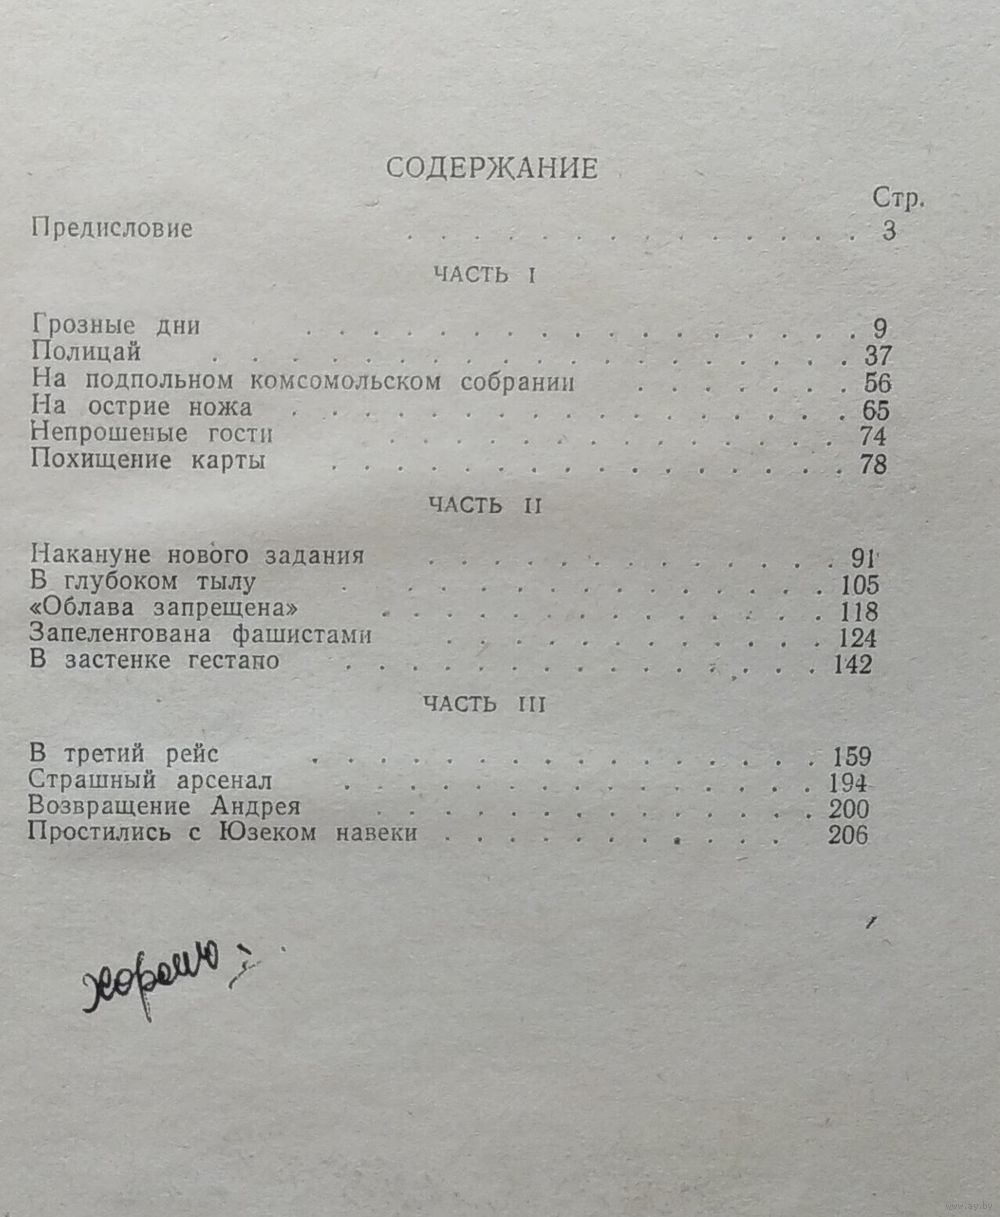 СОДЕРЖАНИЕ
Стр.
Предисловие . . . . . . . . . . . . . . 3
ЧАСТЬ I
Грозные дни . . . . . . . . . . . . . . . . . 9
Полицай . . . . . . . . . . . . . . . . . 37
На подпольном комсомольском собрании . . . . . . . 56
На острие ножа . . . . . . . . . . . . . . . . . 65
Непрошеные гости . . . . . . . . . . . . . . 74
Похищение карты . . . . . . . . . . . . . . . . 78
ЧАСТЬ II
Накануне нового задания . . . . . . . . . . . . . 91
В глубоком тылу . . . . . . . . . . . . . . 105
«Облава запрещена» . . . . . . . . . . . . . . 118
Запеленгована фашистами . . . . . . . . . . . . 124
В застенке гестапо . . . . . . . . . . . . . . . 142
ЧАСТЬ III
В третий рейс . . . . . . . . . . . . . . . . 159
Страшный арсенал . . . . . . . . . . . . . . . 194
Возвращение Андрея . . . . . . . . . . . . . . 200
Простились с Юзеком навеки . . . . . . . . . . . 206
хорошо
www.ay.by